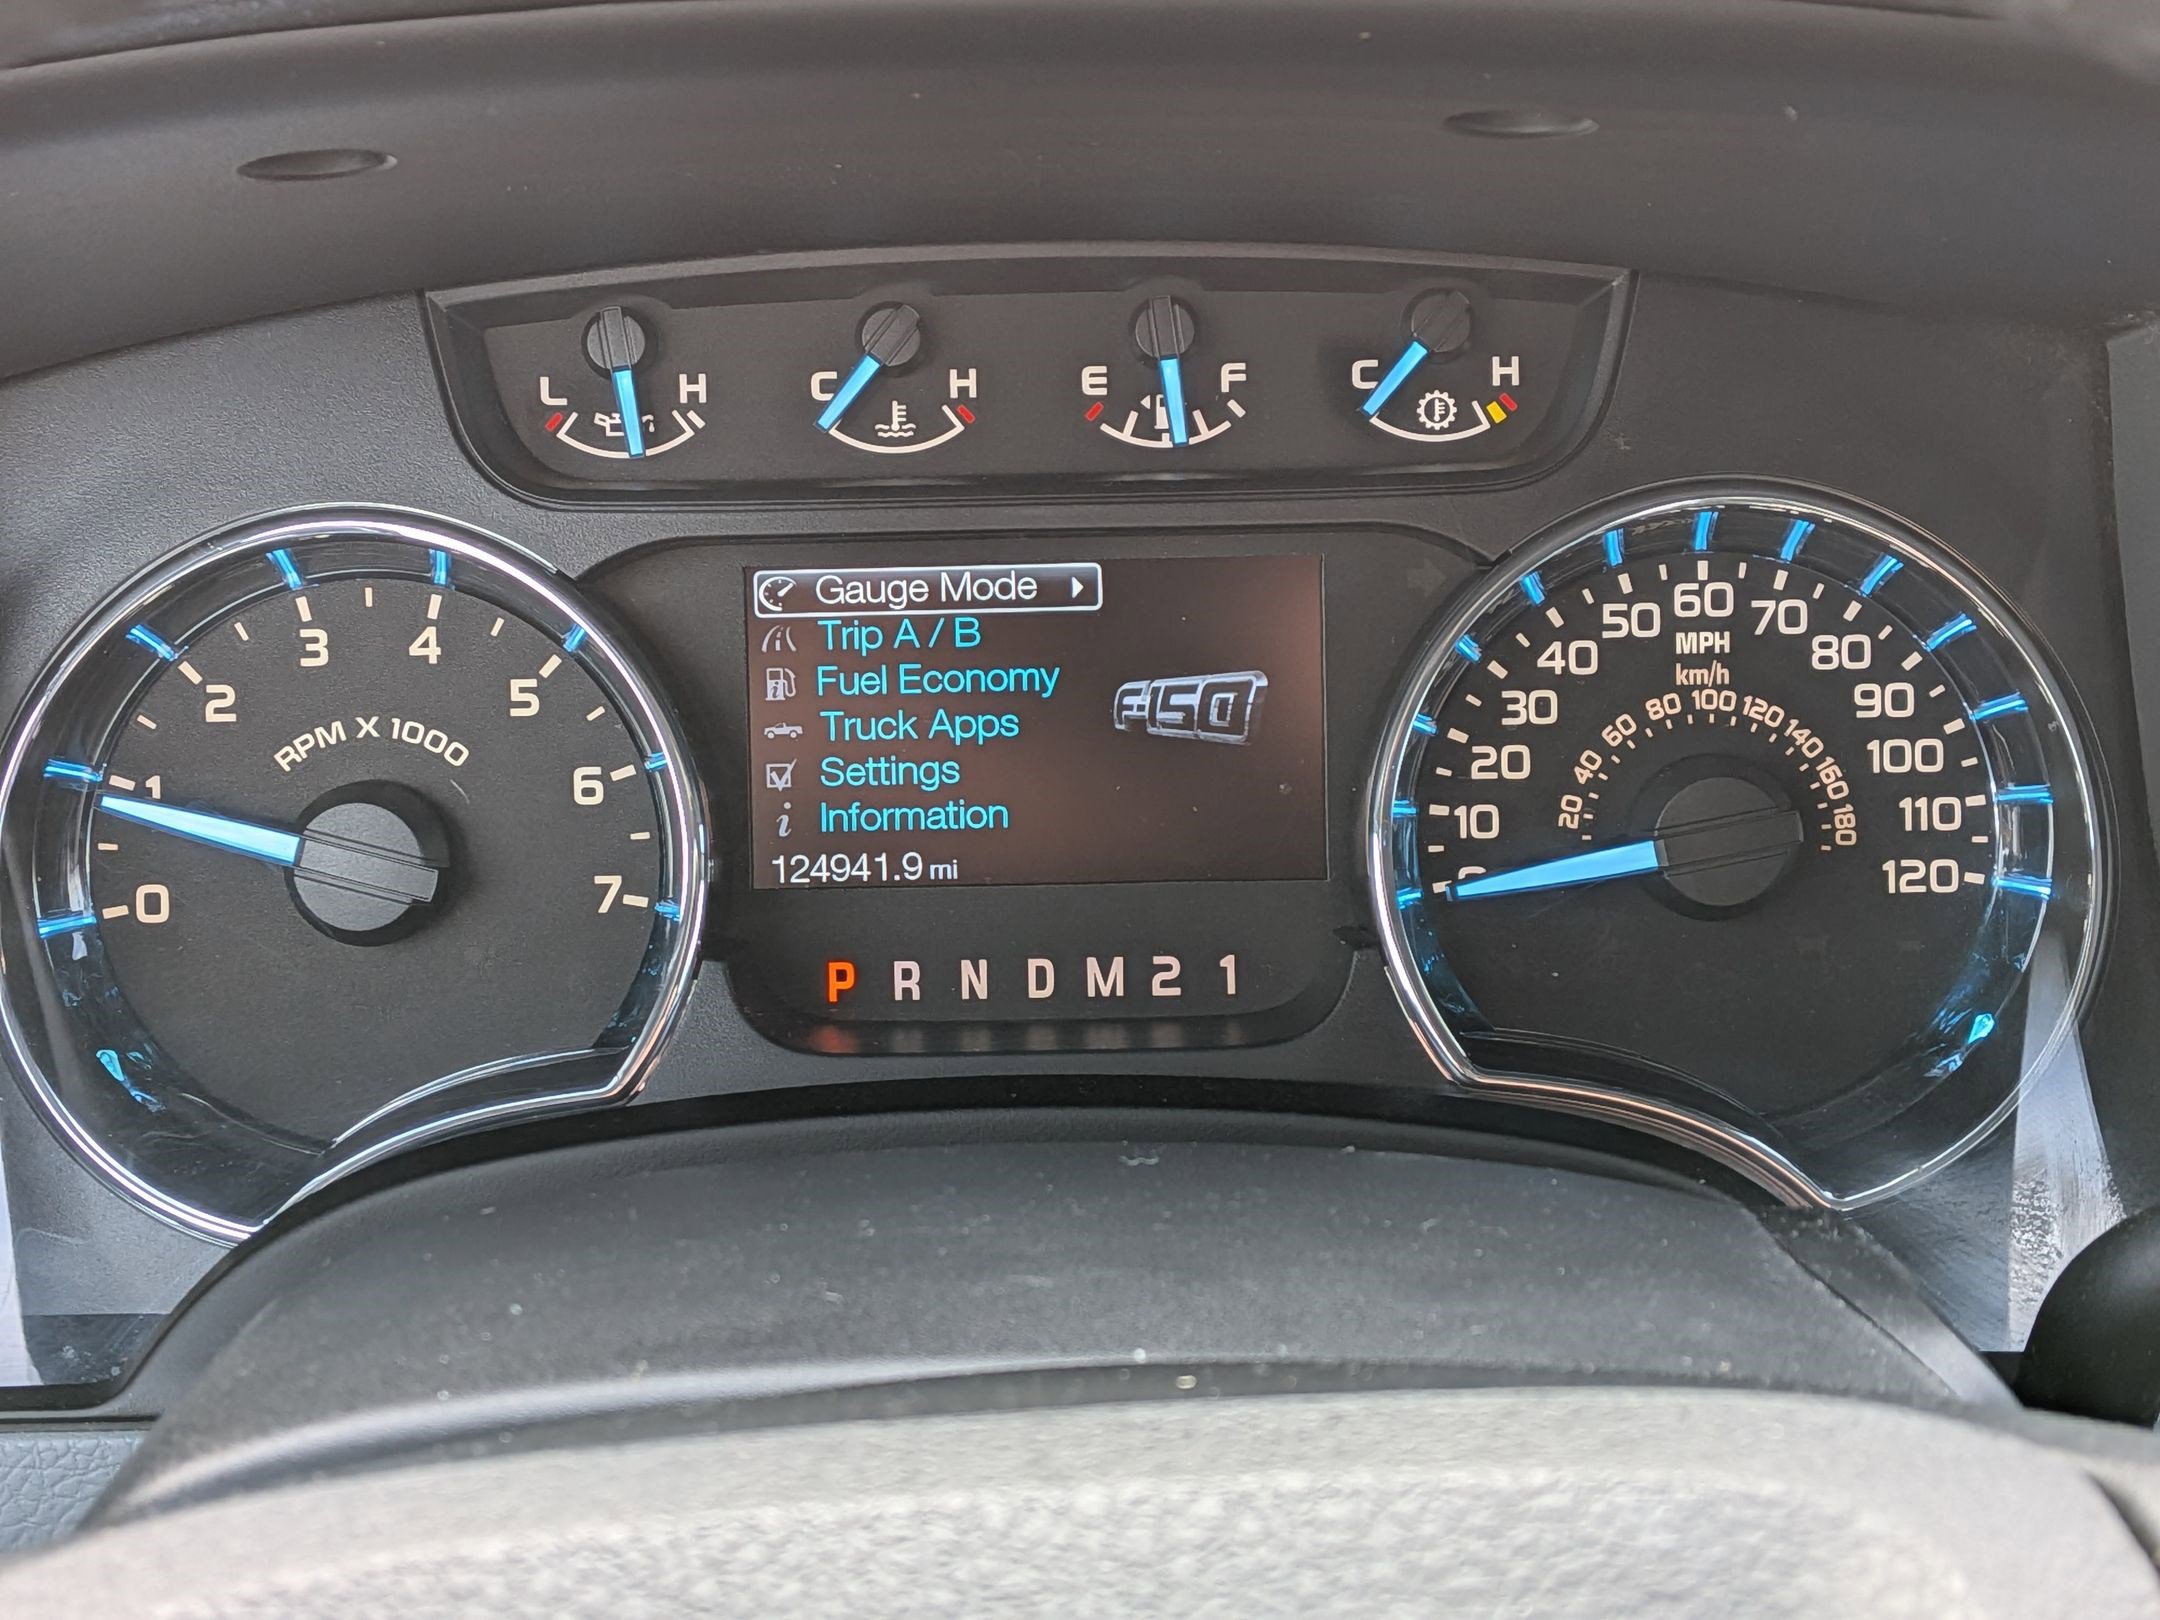 L H
C H
E F
C H
0
1
2
3
4
5
6
7
RPM X 1000
Gauge Mode
Trip A / B
Fuel Economy
Truck Apps
Settings
Information
124941.9 mi
F150
P R N D M 2 1
10
20
30
40
50
60
70
80
90
100
110
120
MPH
km/h
20
40
60
80
100
120
140
160
180